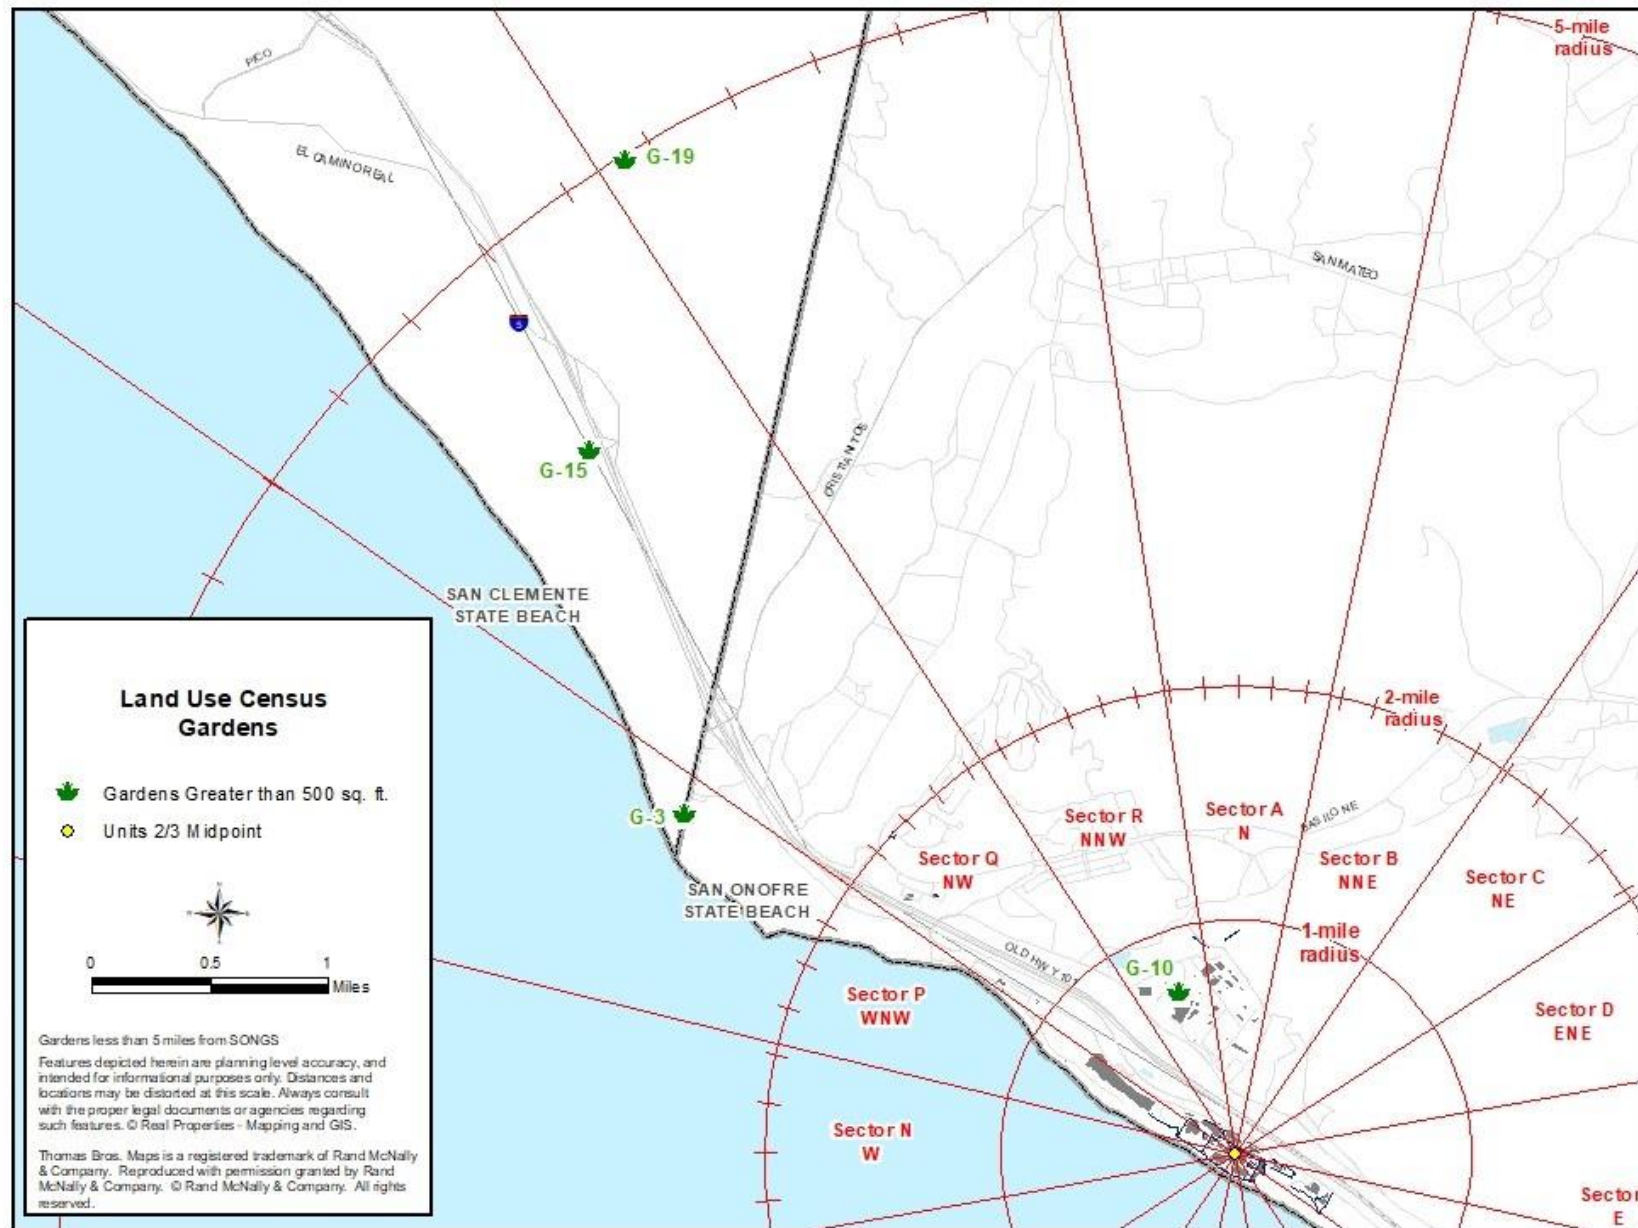 5-mile
radius
PICO
EL CAMINO REAL
G-19
SAN MATEO
5
CRISTIANITOS
G-15
SAN CLEMENTE
STATE BEACH
2-mile
radius
Land Use Census
Gardens
Gardens Greater than 500 sq. ft.
Units 2/3 Midpoint
G-3
Sector Q
NW
Sector R
NNW
Sector A
N
BASILONE
Sector B
NNE
Sector C
NE
SAN ONOFRE
STATE BEACH
OLD HWY 101
1-mile
radius
G-10
Sector P
WNW
Sector D
ENE
0 0.5 1
Miles
Sector N
W
Sector
E
Gardens less than 5 miles from SONGS
Features depicted herein are planning level accuracy, and
intended for informational purposes only. Distances and
locations may be distorted at this scale. Always consult
with the proper legal documents or agencies regarding
such features. © Real Properties - Mapping and GIS.
Thomas Bros. Maps is a registered trademark of Rand McNally
& Company. Reproduced with permission granted by Rand
McNally & Company. © Rand McNally & Company. All rights
reserved.